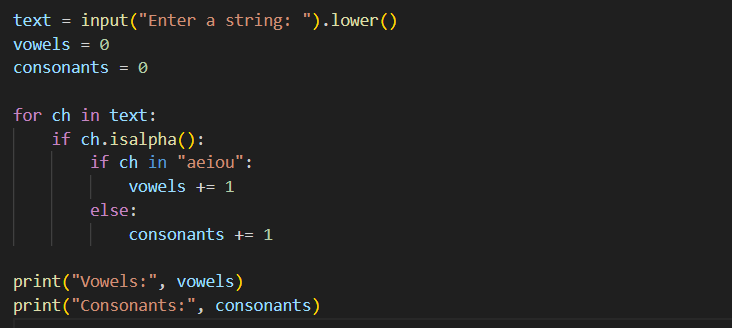 text = input("Enter a string: ").lower()
vowels = 0
consonants = 0

for ch in text:
    if ch.isalpha():
        if ch in "aeiou":
            vowels += 1
        else:
            consonants += 1

print("Vowels:", vowels)
print("Consonants:", consonants)